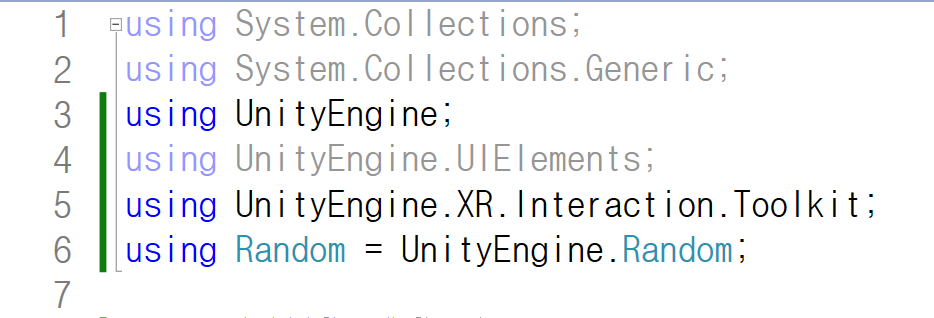 1 using System.Collections;
2 using System.Collections.Generic;
3 using UnityEngine;
4 using UnityEngine.UIElements;
5 using UnityEngine.XR.Interaction.Toolkit;
6 using Random = UnityEngine.Random;
7